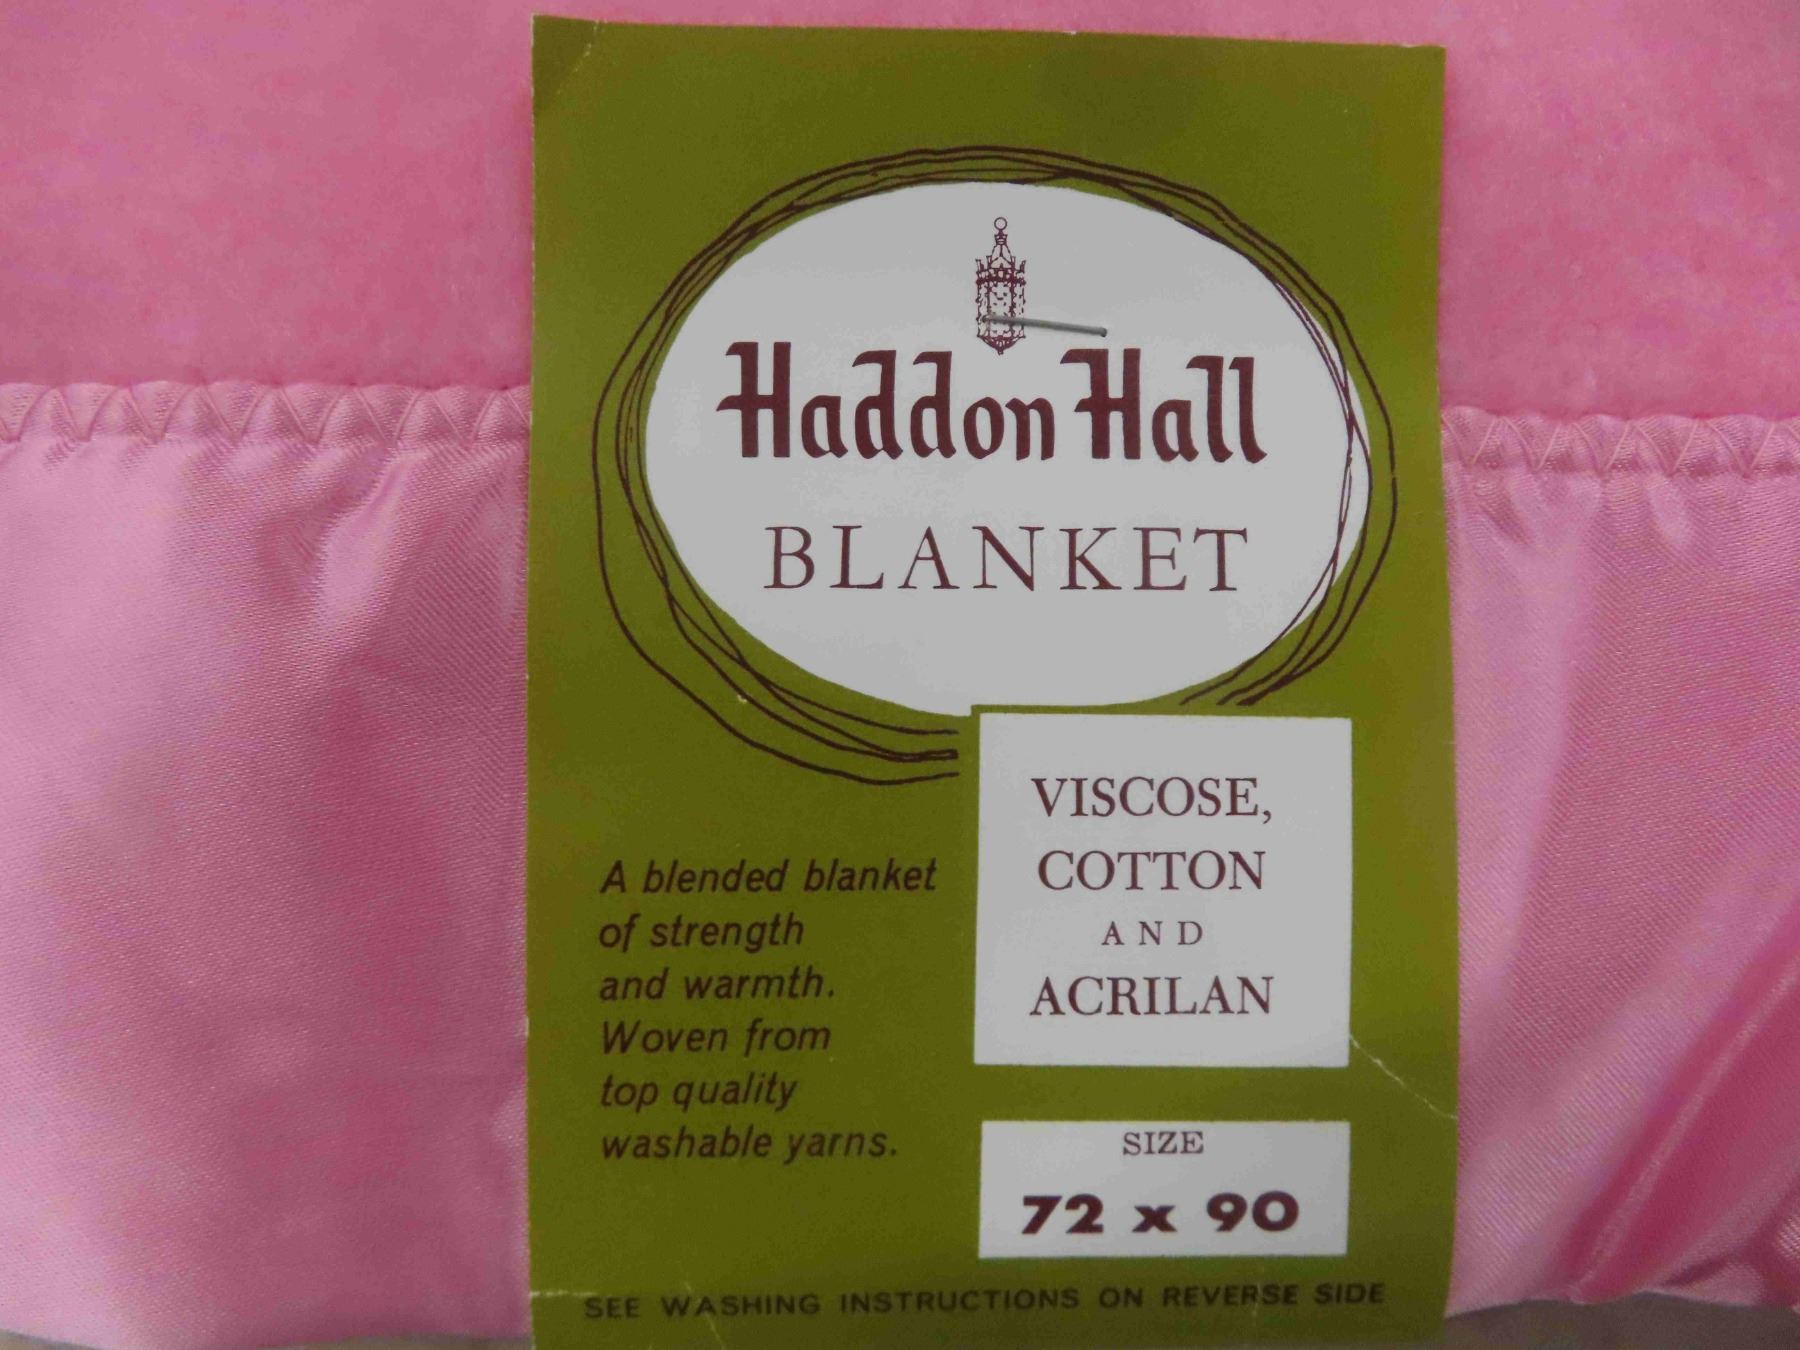 Haddon Hall
BLANKET
VISCOSE,
COTTON
AND
ACRILAN
A blended blanket
of strength
and warmth.
Woven from
top quality
washable yarns.
SIZE
72 x 90
SEE WASHING INSTRUCTIONS ON REVERSE SIDE